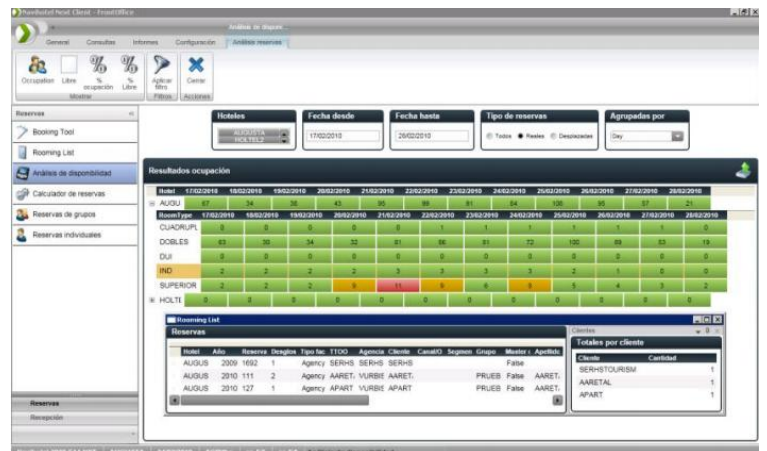 Navihotel Next Client - FrontOffice
Análisis de disponi...
General Consultas Informes Configuración Análisis reservas
Occupation Libre % ocupación % Libre Aplicar filtro Cerrar
Mostrar Filtros Acciones
Reservas
Booking Tool
Rooming List
Análisis de disponibilidad
Calculador de reservas
Reservas de grupos
Reservas individuales
Reservas
Recepción
Hoteles Fecha desde Fecha hasta Tipo de reservas Agrupadas por
AUGUSTA
HOLTEL2
17/02/2010 28/02/2010 Todos Reales Desplazadas Day
Resultados ocupación
Hotel 17/02/2010 18/02/2010 19/02/2010 20/02/2010 21/02/2010 22/02/2010 23/02/2010 24/02/2010 25/02/2010 26/02/2010 27/02/2010 28/02/2010
AUGU 67 34 38 43 95 98 91 84 108 95 57 21
RoomType 17/02/2010 18/02/2010 19/02/2010 20/02/2010 21/02/2010 22/02/2010 23/02/2010 24/02/2010 25/02/2010 26/02/2010 27/02/2010 28/02/2010
CUADRUPL 0 0 0 0 0 1 1 1 1 1 1 0
DOBLES 63 30 34 32 81 86 81 72 100 89 53 19
DUI 0 0 0 0 0 0 0 0 0 0 0 0
IND 2 2 2 2 3 3 3 3 2 1 0 0
SUPERIOR 2 2 2 9 11 9 6 9 5 4 3 2
HOLTE 0 0 0 0 0 0 0 0 0 0 0 0
Rooming List
Reservas
Hotel Año Reserva Desglos Tipo fac TTOO Agencia Cliente Canal/O Segmen Grupo Master Apellido
AUGUS 2009 1692 1 Agency SERHS SERHS SERHS False
AUGUS 2010 111 2 Agency AARET. VURBIS AARET. PRUEB False AARET.
AUGUS 2010 127 1 Agency APART VURBIS APART PRUEB False AARET.
Clientes
Totales por cliente
Cliente Cantidad
SERHSTOURISM 1
AARETAL 1
APART 1